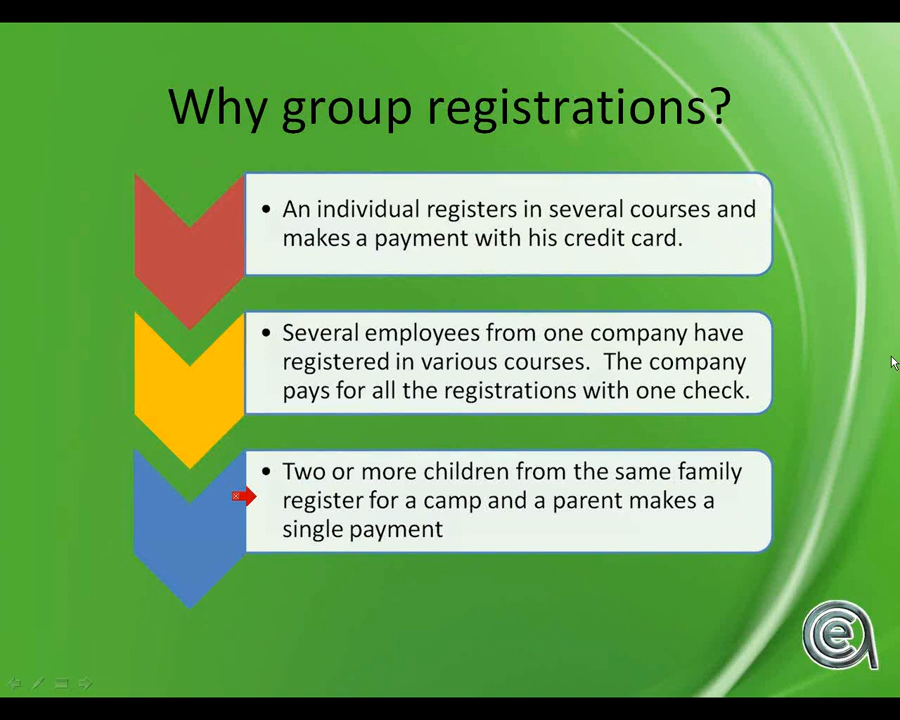 Why group registrations?
• An individual registers in several courses and
makes a payment with his credit card.
• Several employees from one company have
registered in various courses.  The company
pays for all the registrations with one check.
• Two or more children from the same family
register for a camp and a parent makes a
single payment